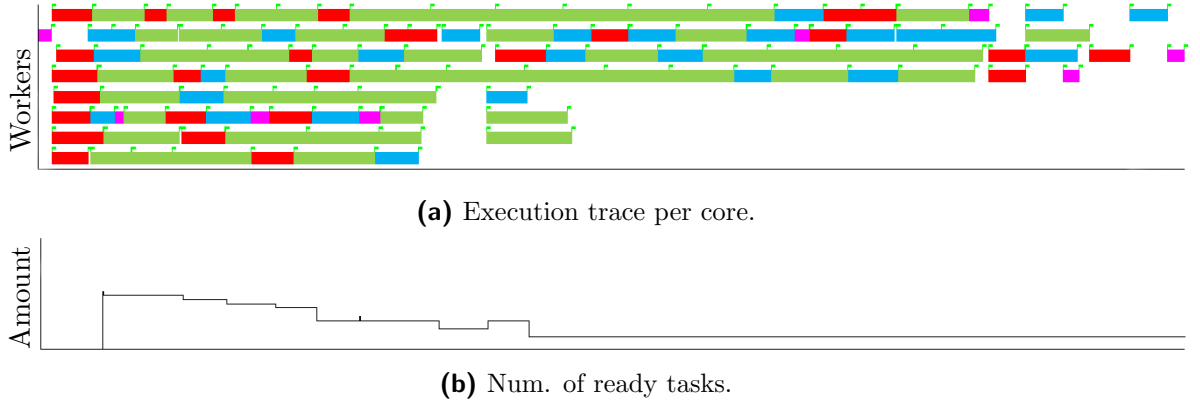 Workers
(a) Execution trace per core.
Amount
(b) Num. of ready tasks.